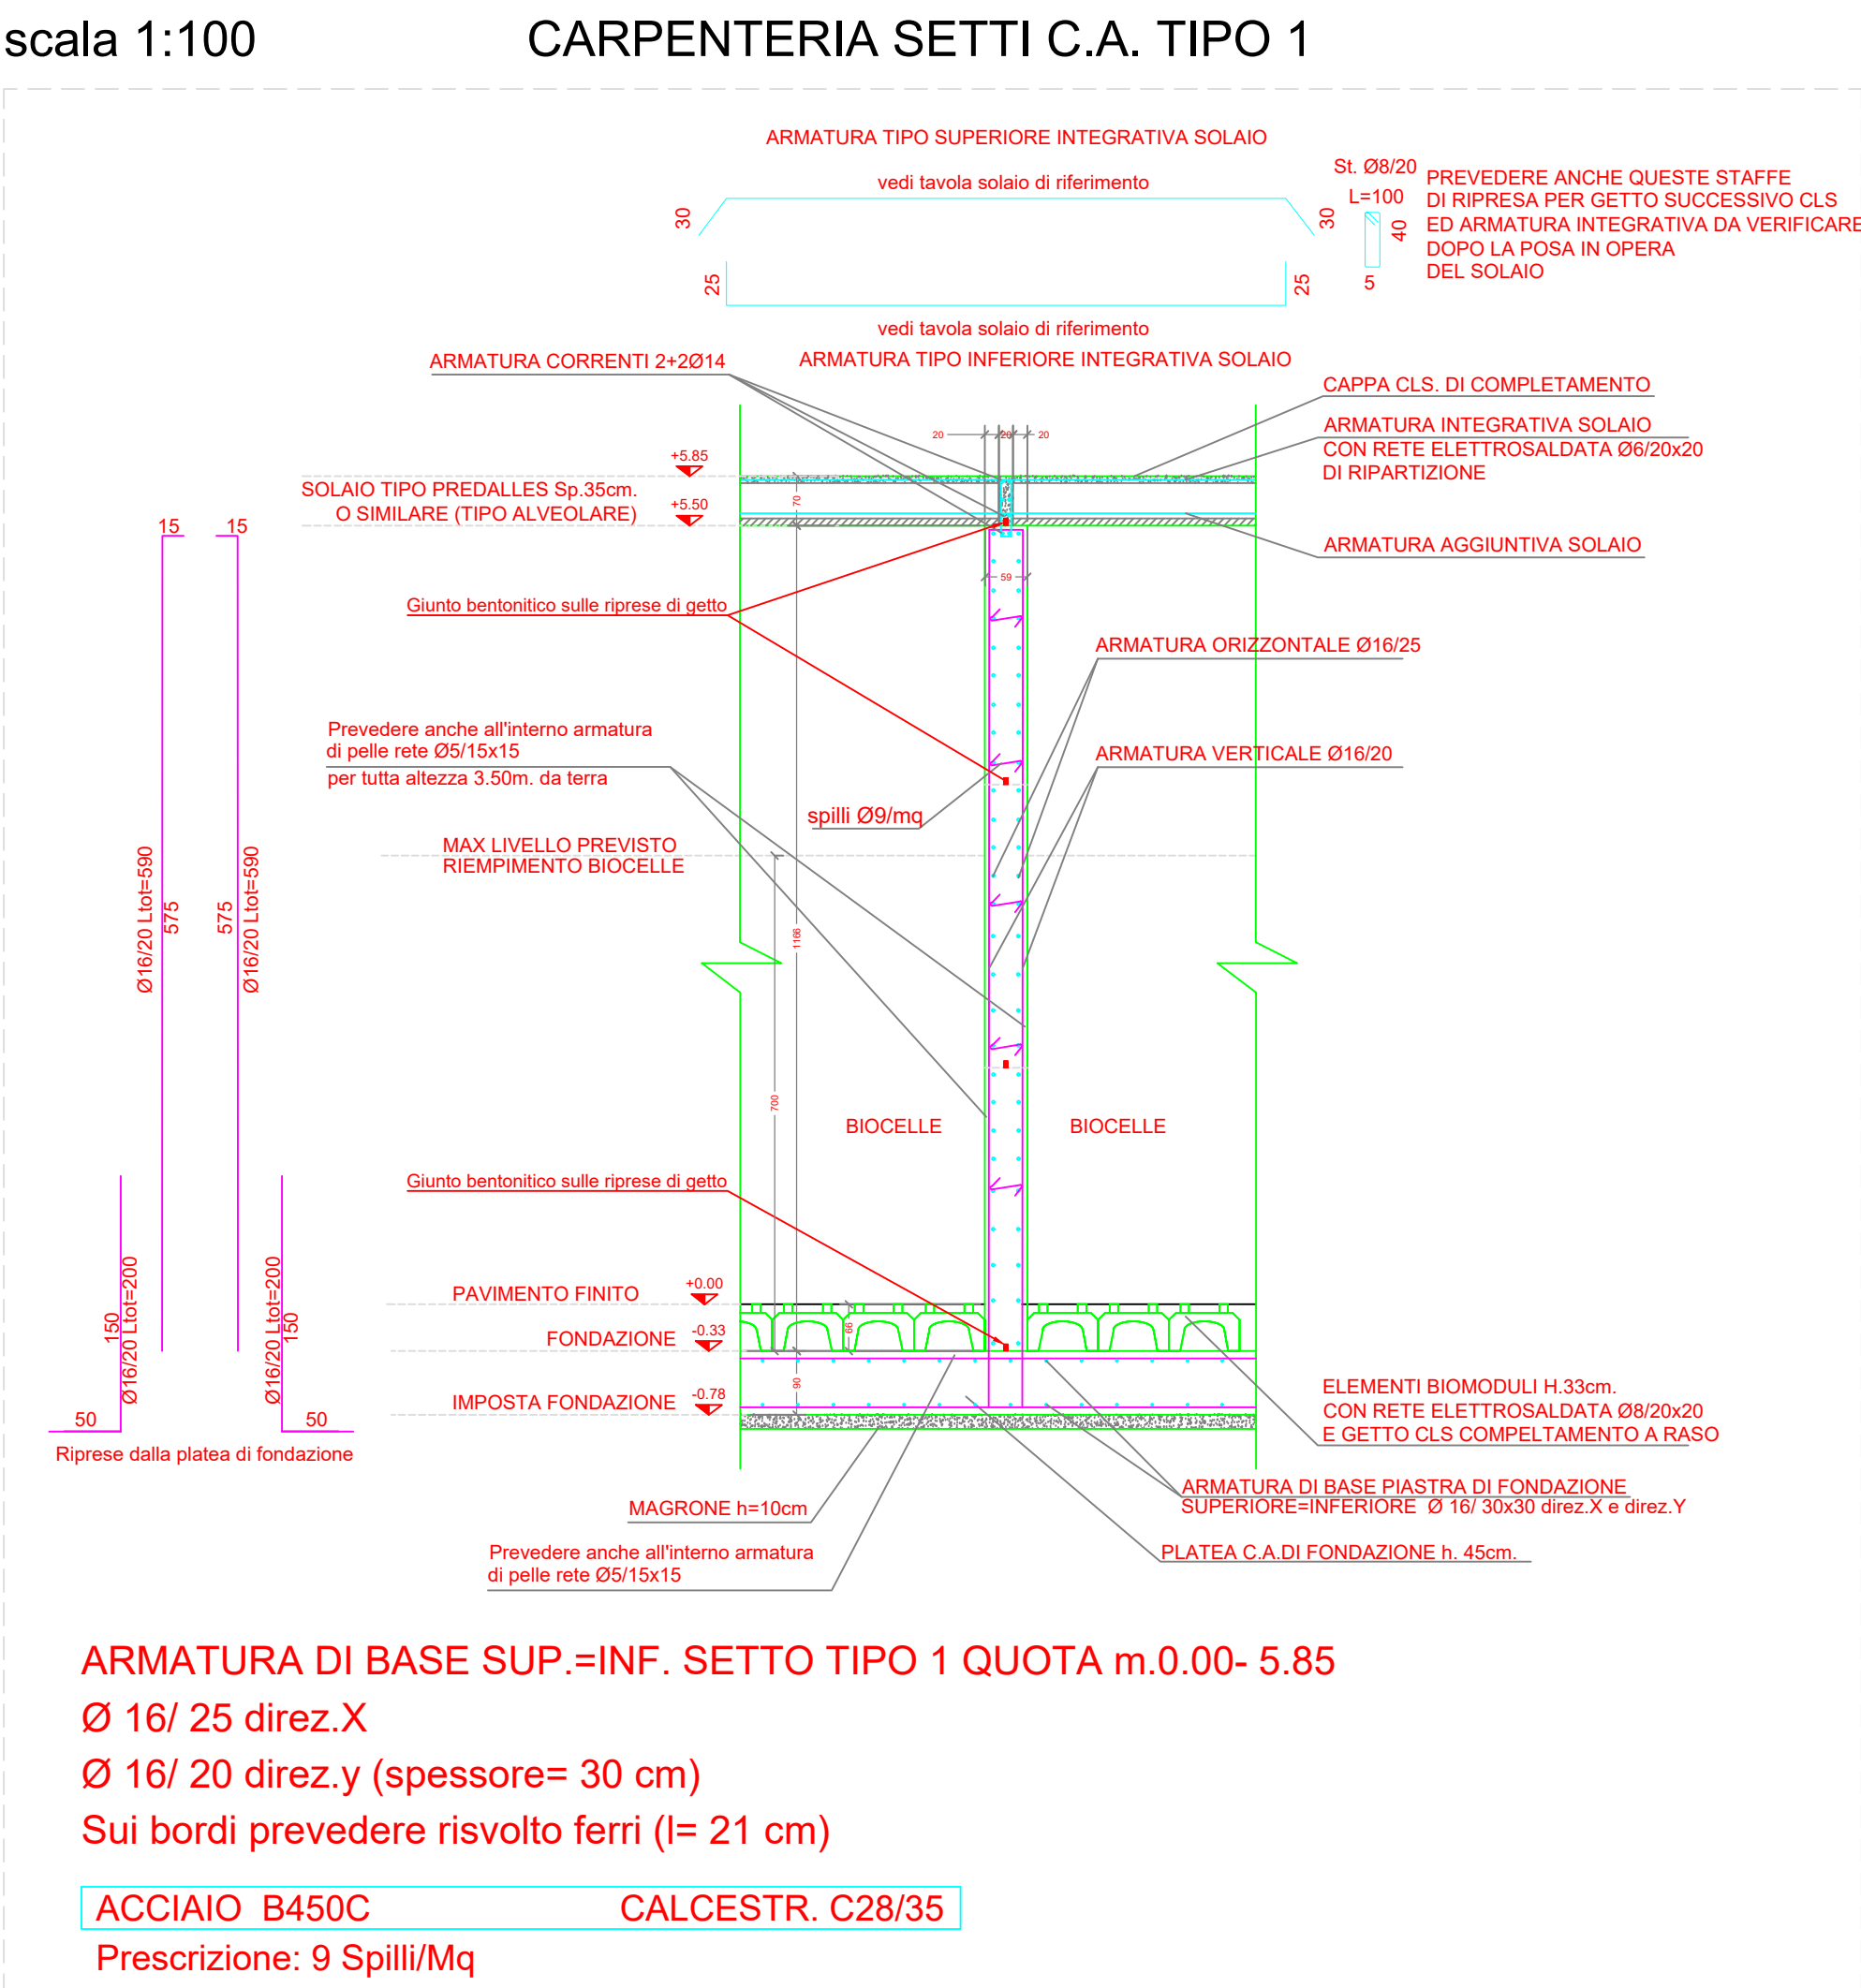 scala 1:100
CARPENTERIA SETTI C.A. TIPO 1
ARMATURA TIPO SUPERIORE INTEGRATIVA SOLAIO
vedi tavola solaio di riferimento
30
30
St. Ø8/20
L=100
40
5
PREVEDERE ANCHE QUESTE STAFFE
DI RIPRESA PER GETTO SUCCESSIVO CLS
ED ARMATURA INTEGRATIVA DA VERIFICARE
DOPO LA POSA IN OPERA
DEL SOLAIO
25
25
vedi tavola solaio di riferimento
ARMATURA TIPO INFERIORE INTEGRATIVA SOLAIO
ARMATURA CORRENTI 2+2Ø14
CAPPA CLS. DI COMPLETAMENTO
20
20
20
ARMATURA INTEGRATIVA SOLAIO
CON RETE ELETTROSALDATA Ø6/20x20
DI RIPARTIZIONE
+5.85
SOLAIO TIPO PREDALLES Sp.35cm.
O SIMILARE (TIPO ALVEOLARE)
+5.50
70
15
15
ARMATURA AGGIUNTIVA SOLAIO
59
Giunto bentonitico sulle riprese di getto
ARMATURA ORIZZONTALE Ø16/25
Prevedere anche all'interno armatura
di pelle rete Ø5/15x15
per tutta altezza 3.50m. da terra
ARMATURA VERTICALE Ø16/20
spilli Ø9/mq
MAX LIVELLO PREVISTO
RIEMPIMENTO BIOCELLE
Ø16/20 Ltot=590
575
575
Ø16/20 Ltot=590
1166
700
BIOCELLE
BIOCELLE
Giunto bentonitico sulle riprese di getto
150
Ø16/20 Ltot=200
Ø16/20 Ltot=200
150
50
50
Riprese dalla platea di fondazione
PAVIMENTO FINITO
+0.00
66
FONDAZIONE
-0.33
90
IMPOSTA FONDAZIONE
-0.78
ELEMENTI BIOMODULI H.33cm.
CON RETE ELETTROSALDATA Ø8/20x20
E GETTO CLS COMPELTAMENTO A RASO
ARMATURA DI BASE PIASTRA DI FONDAZIONE
SUPERIORE=INFERIORE Ø 16/ 30x30 direz.X e direz.Y
MAGRONE h=10cm
PLATEA C.A.DI FONDAZIONE h. 45cm.
Prevedere anche all'interno armatura
di pelle rete Ø5/15x15
ARMATURA DI BASE SUP.=INF. SETTO TIPO 1 QUOTA m.0.00- 5.85
Ø 16/ 25 direz.X
Ø 16/ 20 direz.y (spessore= 30 cm)
Sui bordi prevedere risvolto ferri (l= 21 cm)
ACCIAIO B450C
CALCESTR. C28/35
Prescrizione: 9 Spilli/Mq